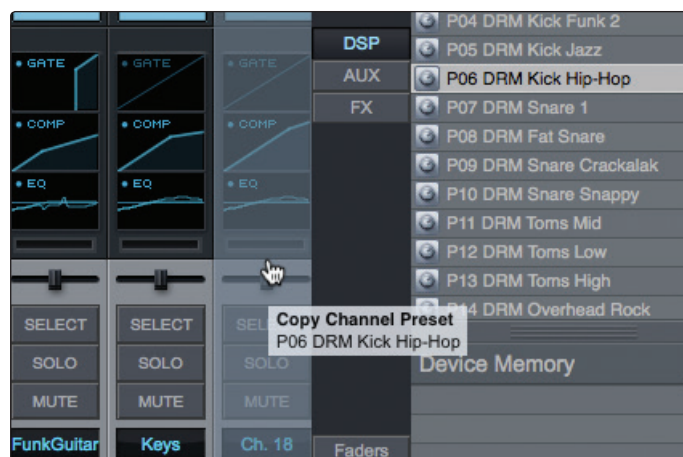 P04 DRM Kick Funk 2
DSP
P05 DRM Kick Jazz
GATE
GATE
GATE
AUX
P06 DRM Kick Hip-Hop
FX
P07 DRM Snare 1
COMP
COMP
COMP
P08 DRM Fat Snare
P09 DRM Snare Crackalak
EQ
EQ
EQ
P10 DRM Snare Snappy
P11 DRM Toms Mid
P12 DRM Toms Low
P13 DRM Toms High
P14 DRM Overhead Rock
SELECT
SELECT
SEL
Copy Channel Preset
P06 DRM Kick Hip-Hop
SOLO
SOLO
SOLO
Device Memory
MUTE
MUTE
MUTE
FunkGuitar
Keys
Ch. 18
Faders